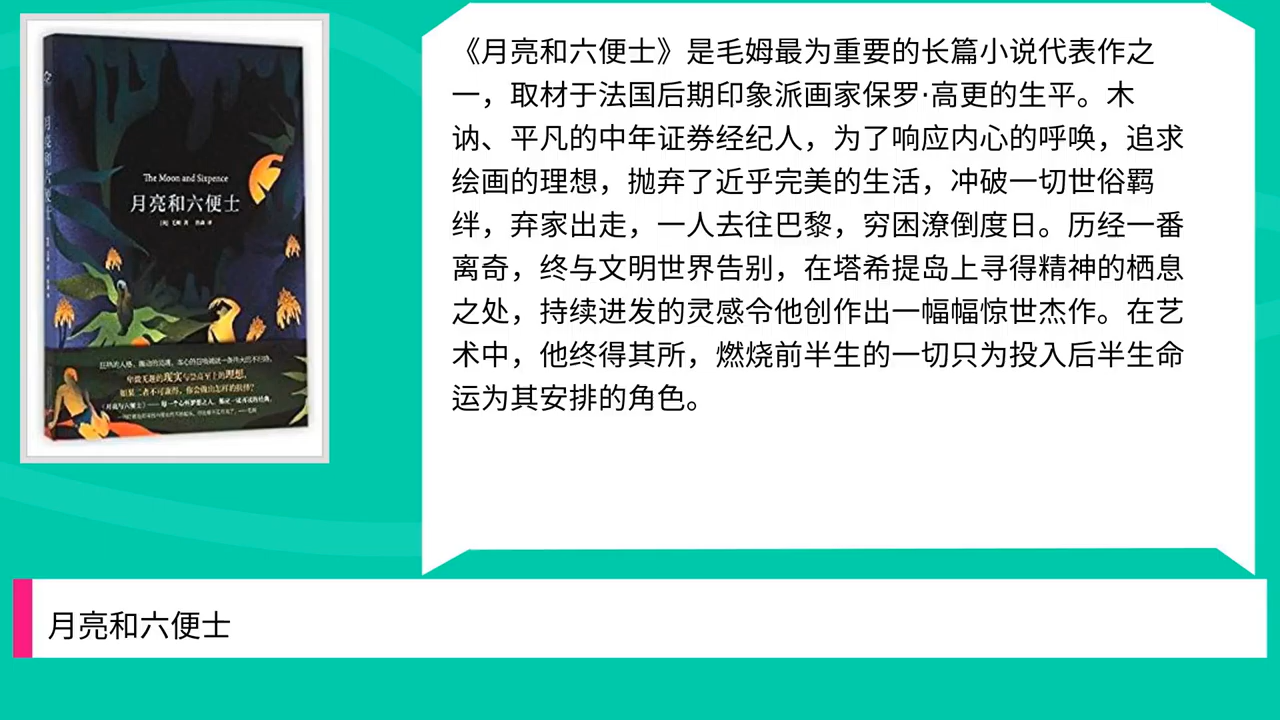 The Moon and Sixpence
月亮和六便士
月亮和六便士
《月亮和六便士》是毛姆最为重要的长篇小说代表作之
一，取材于法国后期印象派画家保罗·高更的生平。木
讷、平凡的中年证券经纪人，为了响应内心的呼唤，追求
绘画的理想，抛弃了近乎完美的生活，冲破一切世俗羁
绊，弃家出走，一人去往巴黎，穷困潦倒度日。历经一番
离奇，终与文明世界告别，在塔希提岛上寻得精神的栖息
之处，持续迸发的灵感令他创作出一幅幅惊世杰作。在艺
术中，他终得其所，燃烧前半生的一切只为投入后半生命
运为其安排的角色。
月亮和六便士